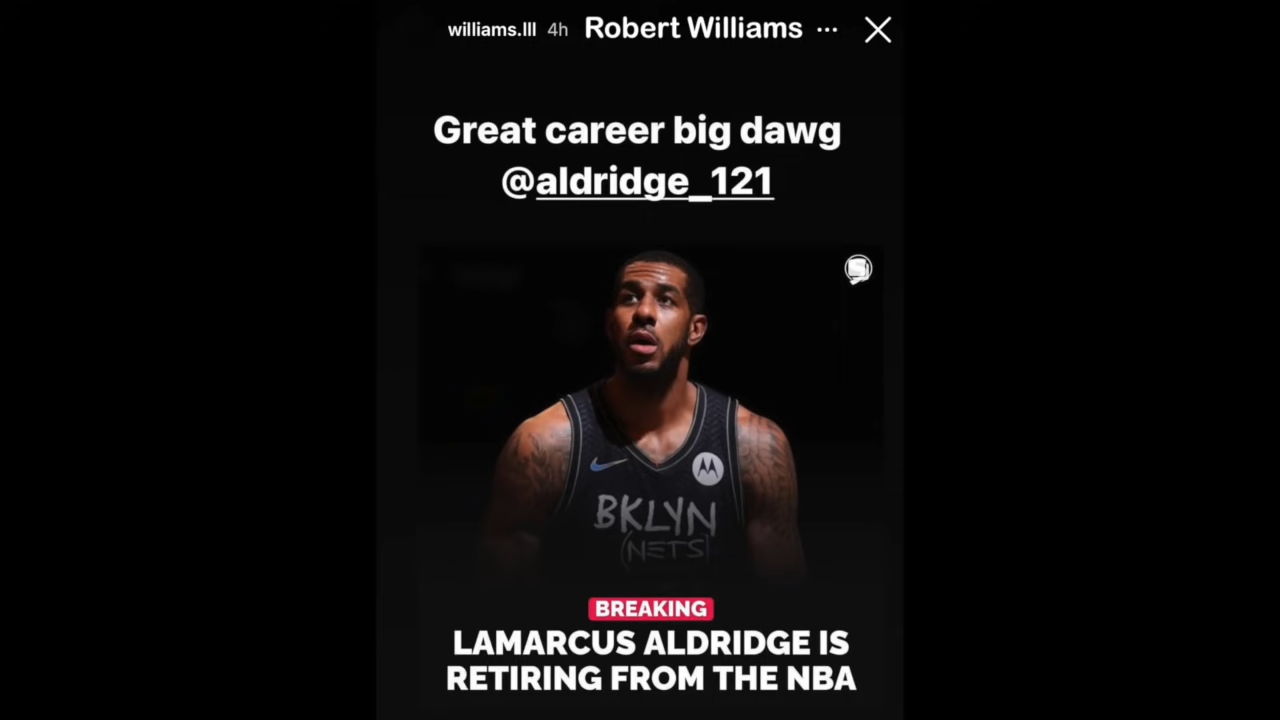 williams.lll 4h Robert Williams
Great career big dawg
@aldridge_121
BKLYN
(NETS)
BREAKING
LAMARCUS ALDRIDGE IS
RETIRING FROM THE NBA